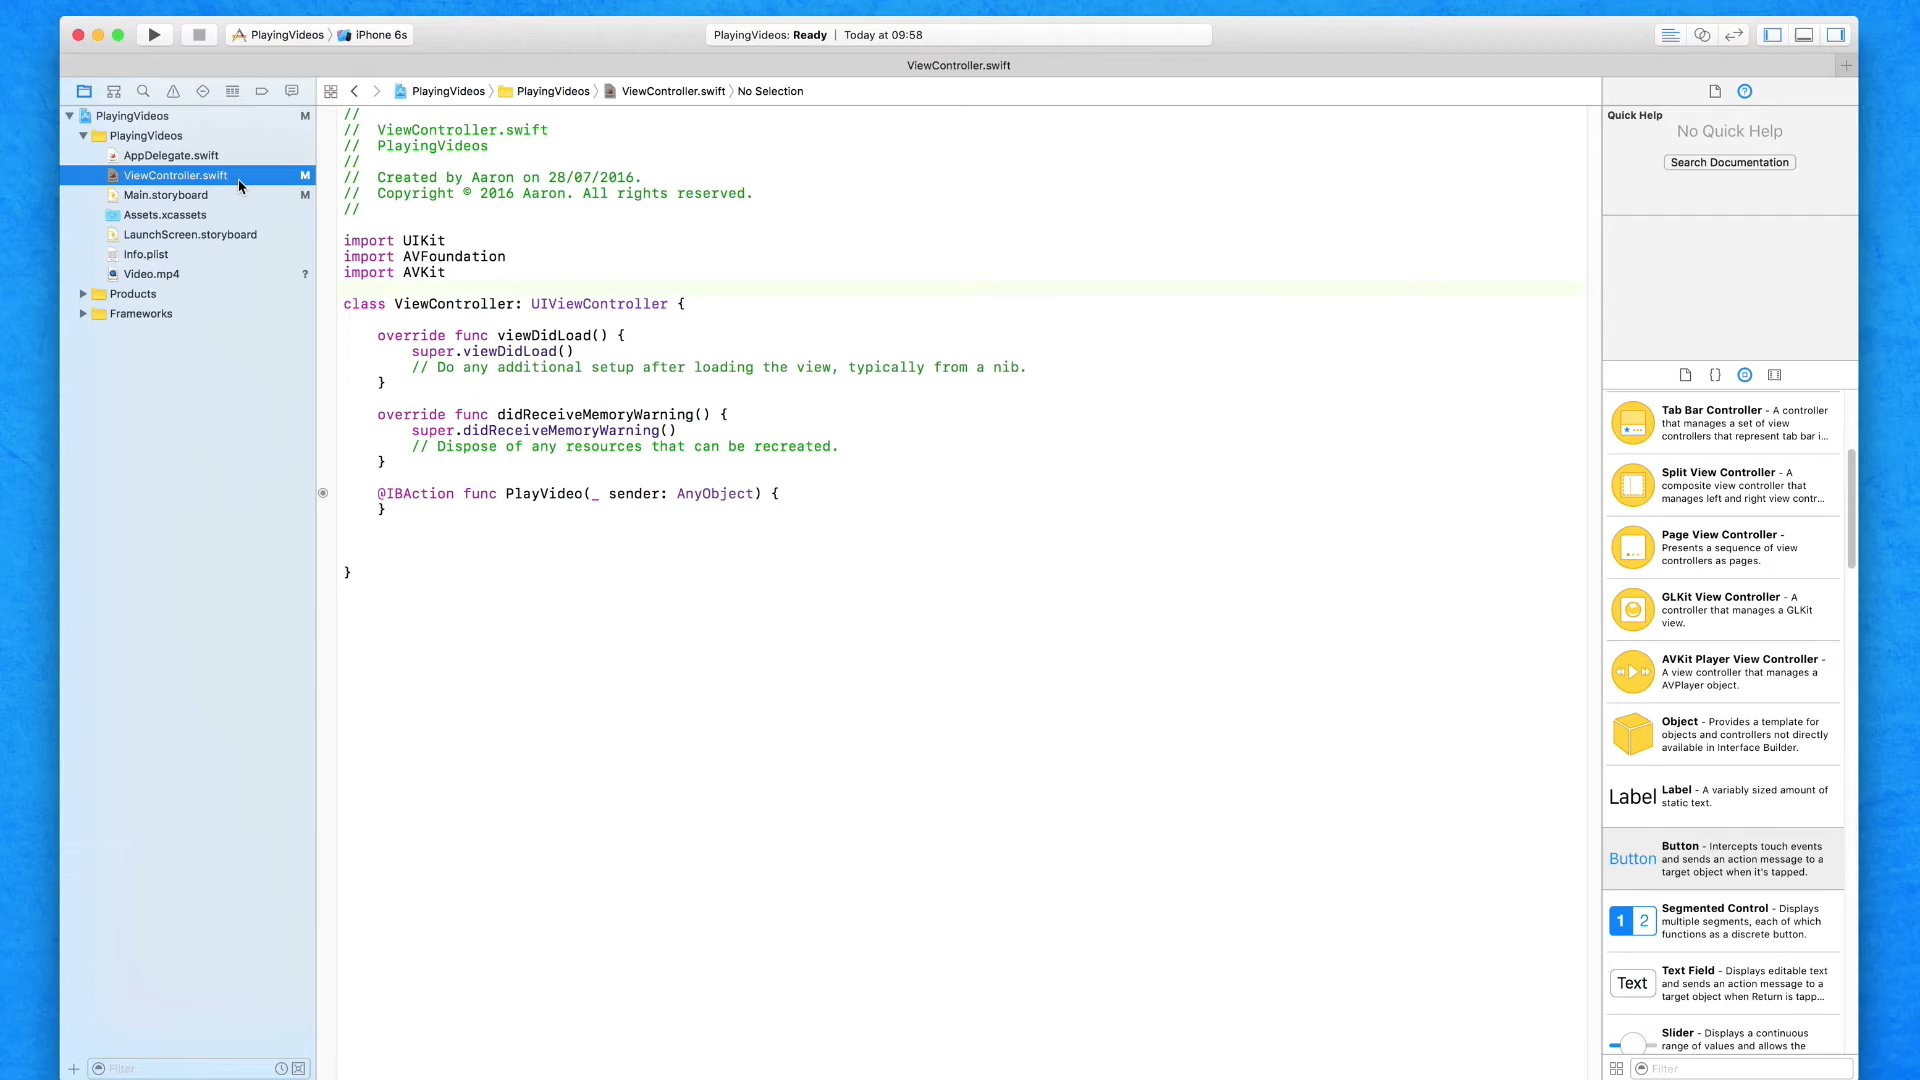 PlayingVideos
iPhone 6s
PlayingVideos: Ready | Today at 09:58
ViewController.swift
PlayingVideos
PlayingVideos
ViewController.swift
No Selection
Quick Help
No Quick Help
Search Documentation
PlayingVideos M
PlayingVideos
AppDelegate.swift
ViewController.swift M
Main.storyboard M
Assets.xcassets
LaunchScreen.storyboard
Info.plist
Video.mp4 ?
Products
Frameworks
Filter
//
//  ViewController.swift
//  PlayingVideos
//
//  Created by Aaron on 28/07/2016.
//  Copyright © 2016 Aaron. All rights reserved.
//
import UIKit
import AVFoundation
import AVKit
class ViewController: UIViewController {
override func viewDidLoad() {
super.viewDidLoad()
// Do any additional setup after loading the view, typically from a nib.
}
override func didReceiveMemoryWarning() {
super.didReceiveMemoryWarning()
// Dispose of any resources that can be recreated.
}
@IBAction func PlayVideo(_ sender: AnyObject) {
}
}
Tab Bar Controller - A controller
that manages a set of view
controllers that represent tab bar i...
Split View Controller - A
composite view controller that
manages left and right view contr...
Page View Controller -
Presents a sequence of view
controllers as pages.
GLKit View Controller - A
controller that manages a GLKit
view.
AVKit Player View Controller -
A view controller that manages a
AVPlayer object.
Object - Provides a template for
objects and controllers not directly
available in Interface Builder.
Label
Label - A variably sized amount of
static text.
Button
Button - Intercepts touch events
and sends an action message to a
target object when it's tapped.
1 2
Segmented Control - Displays
multiple segments, each of which
functions as a discrete button.
Text
Text Field - Displays editable text
and sends an action message to a
target object when Return is tapp...
Slider - Displays a continuous
range of values and allows the
Filter